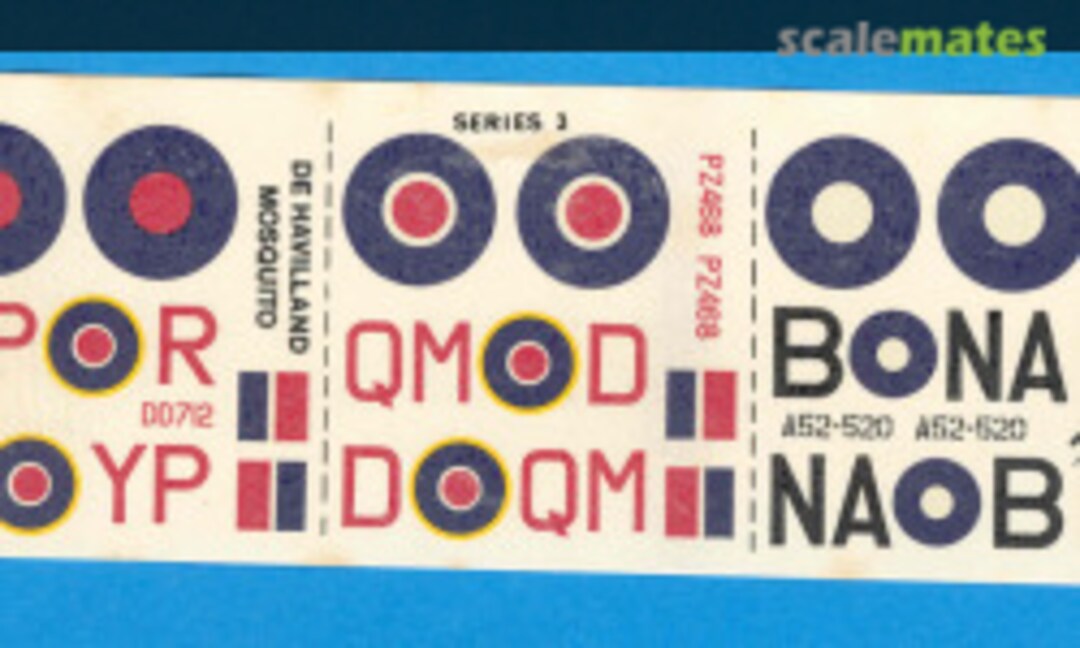 scalemates
SERIES 3
DE HAVILLAND
MOSQUITO
PZ468 PZ468
P R
DD712
YP
QM D
D QM
B NA
A52-520 A52-520
NA B